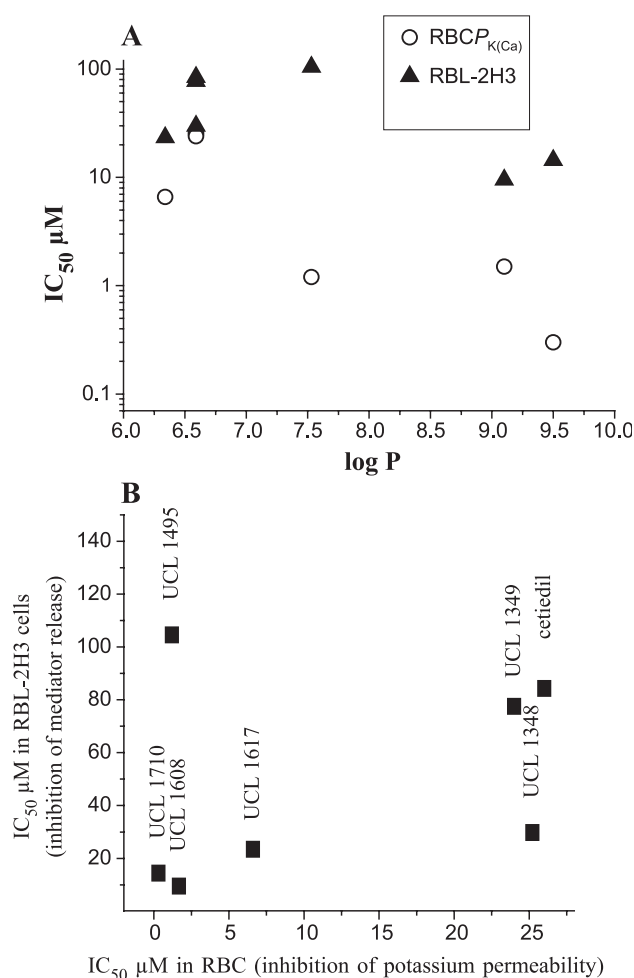 A
RBCP K(Ca)
RBL-2H3
100
10
1
0.1
IC50 μM
6.0 6.5 7.0 7.5 8.0 8.5 9.0 9.5 10.0
log P
B
140
120
100
80
60
40
20
IC50 μM in RBL-2H3 cells
(inhibition of mediator release)
UCL 1710
UCL 1495
UCL 1608
UCL 1617
UCL 1349
UCL 1348
cetiedil
0 5 10 15 20 25
IC50 μM in RBC (inhibition of potassium permeability)